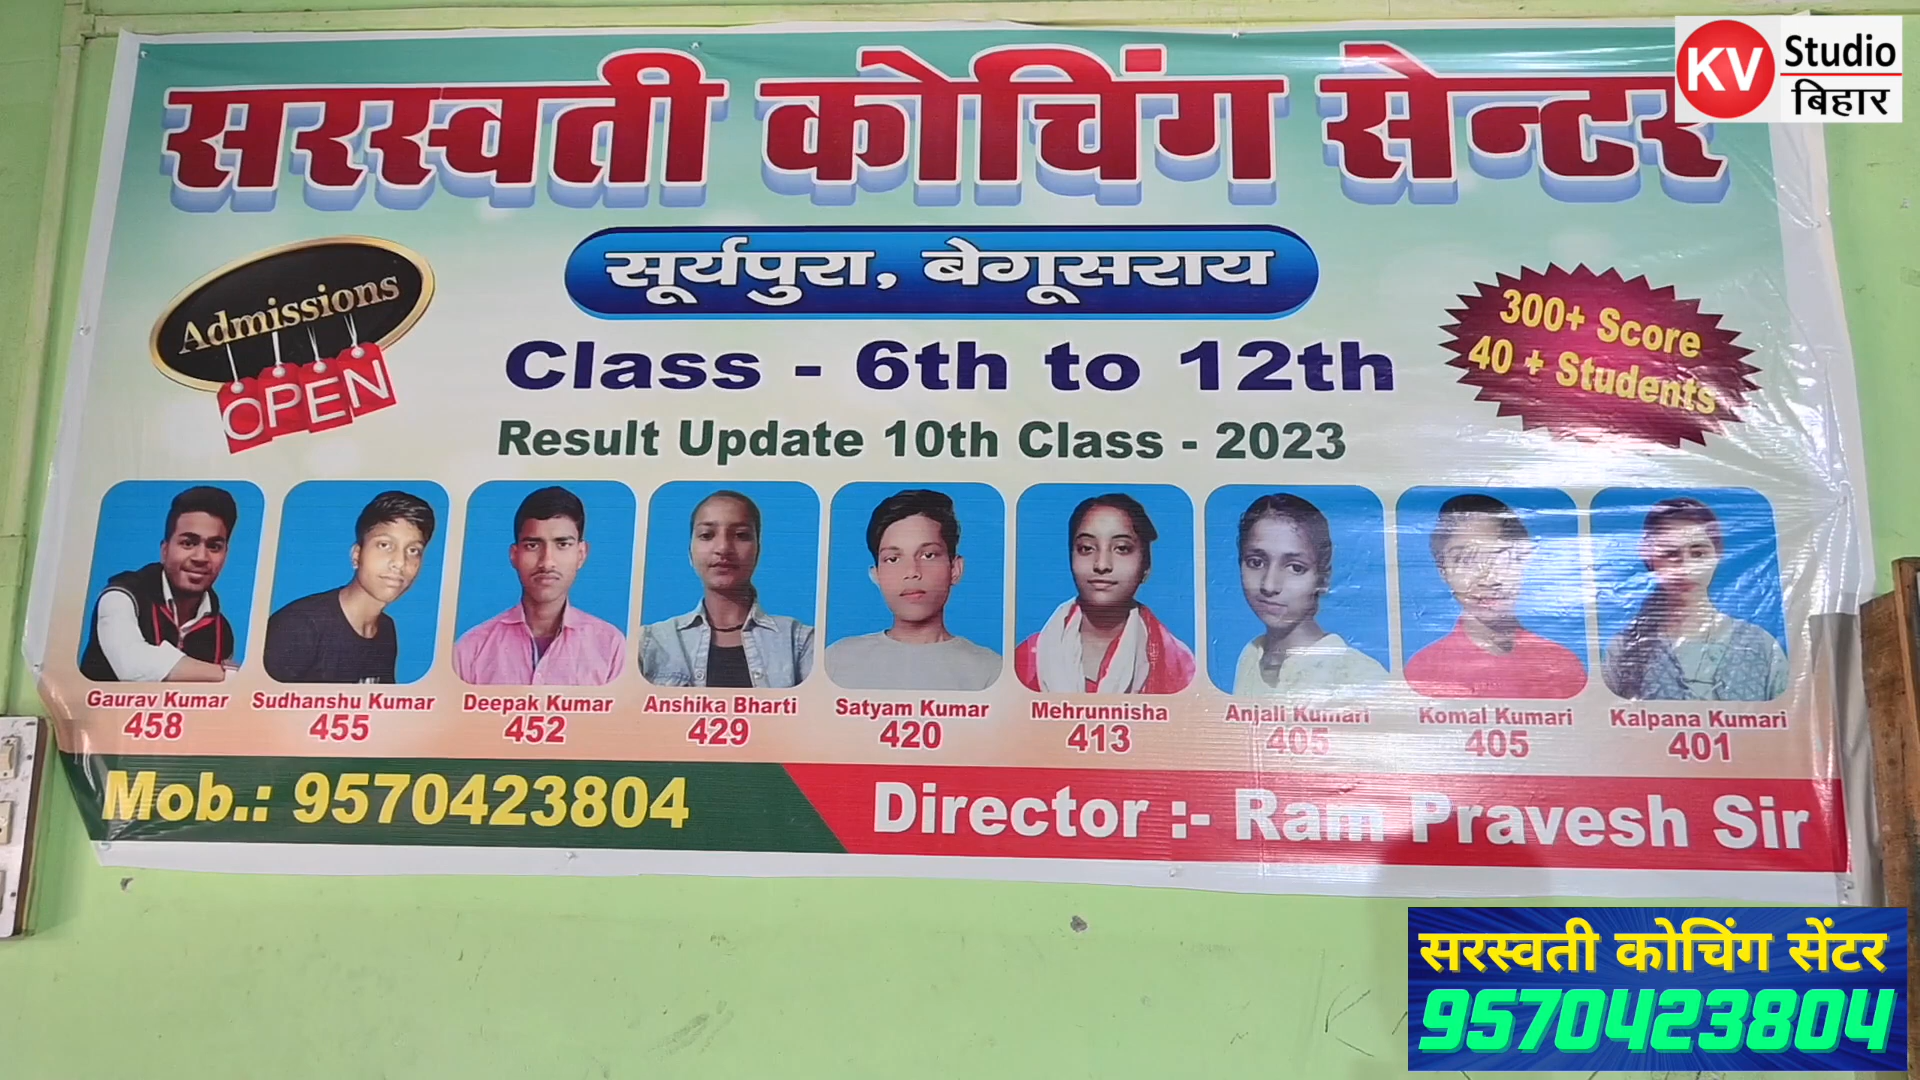 KV Studio
बिहार
सरस्वती कोचिंग सेन्टर
सूर्यपुरा, बेगूसराय
Admissions
OPEN
Class - 6th to 12th
300+ Score
40 + Students
Result Update 10th Class - 2023
Gaurav Kumar
458
Sudhanshu Kumar
455
Deepak Kumar
452
Anshika Bharti
429
Satyam Kumar
420
Mehrunnisha
413
Anjali Kumari
405
Komal Kumari
405
Kalpana Kumari
401
Mob.: 9570423804
Director :- Ram Pravesh Sir
सरस्वती कोचिंग सेंटर
9570423804